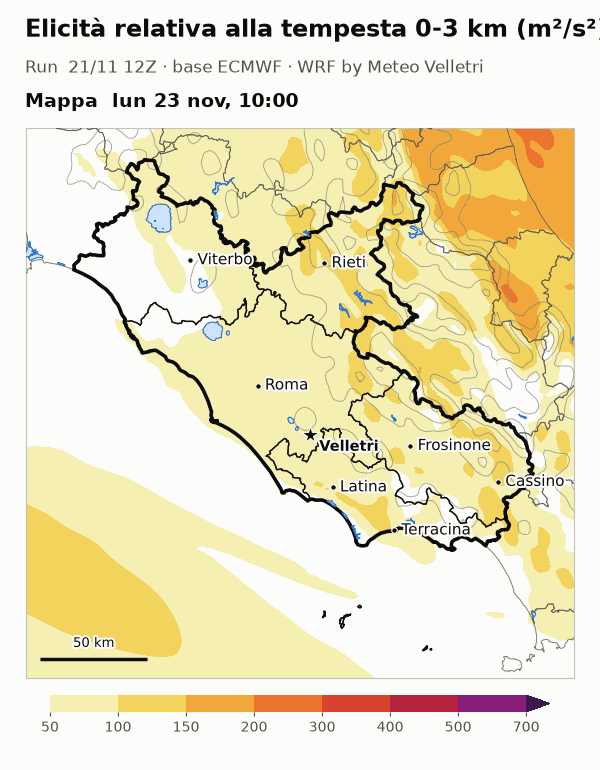 Elicità relativa alla tempesta 0-3 km (m²/s²)
Run 21/11 12Z · base ECMWF · WRF by Meteo Velletri
Mappa lun 23 nov, 10:00
Viterbo
Rieti
Roma
Velletri
Frosinone
Latina
Cassino
Terracina
50 km
50 100 150 200 300 400 500 700